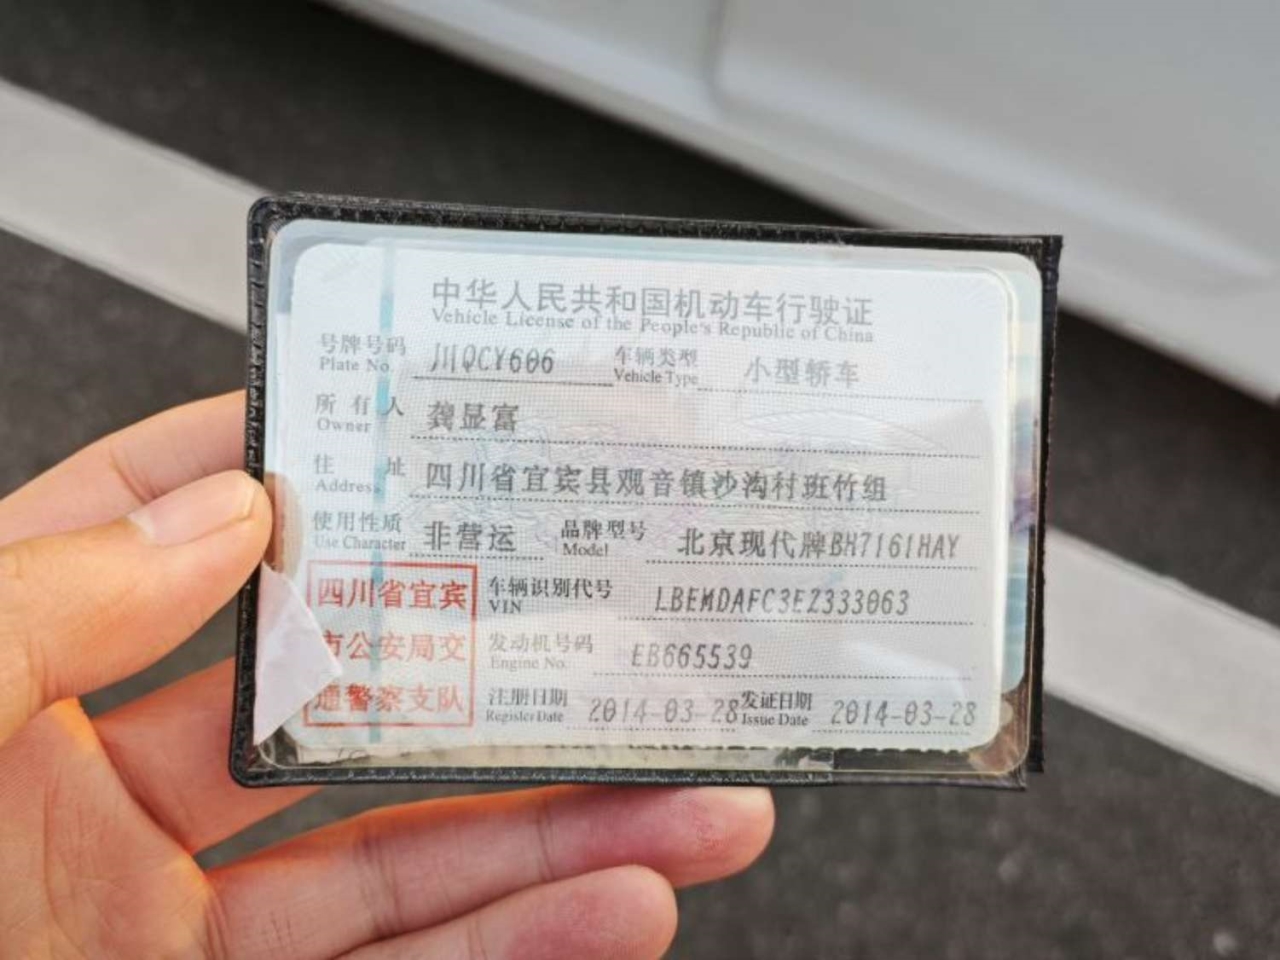 中华人民共和国机动车行驶证
Vehicle License of the People's Republic of China
号牌号码 川QCY606 车辆类型 小型轿车
Plate No. Vehicle Type
所有人 龚显富
Owner
住址 四川省宜宾县观音镇沙沟村班竹组
Address
使用性质 非营运 品牌型号 北京现代牌BH7161HAY
Use Character Model
四川省宜宾 车辆识别代号 LBEMDAFC3EZ333063
VIN
市公安局交 发动机号码 EB665539
Engine No.
通警察支队 注册日期 2014-03-28 发证日期 2014-03-28
Register Date Issue Date